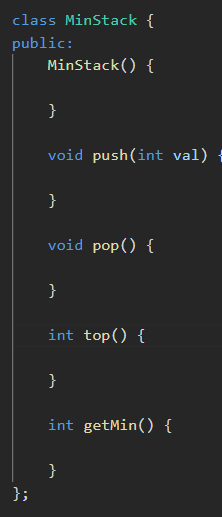 class MinStack {
public:
    MinStack() {
        
    }
    
    void push(int val) {
        
    }
    
    void pop() {
        
    }
    
    int top() {
        
    }
    
    int getMin() {
        
    }
};